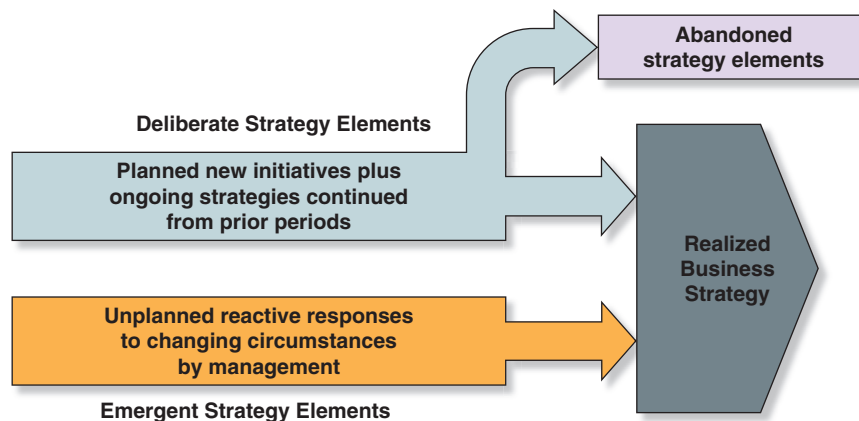 Abandoned
strategy elements
Deliberate Strategy Elements
Planned new initiatives plus
ongoing strategies continued
from prior periods
Realized
Business
Strategy
Unplanned reactive responses
to changing circumstances
by management
Emergent Strategy Elements